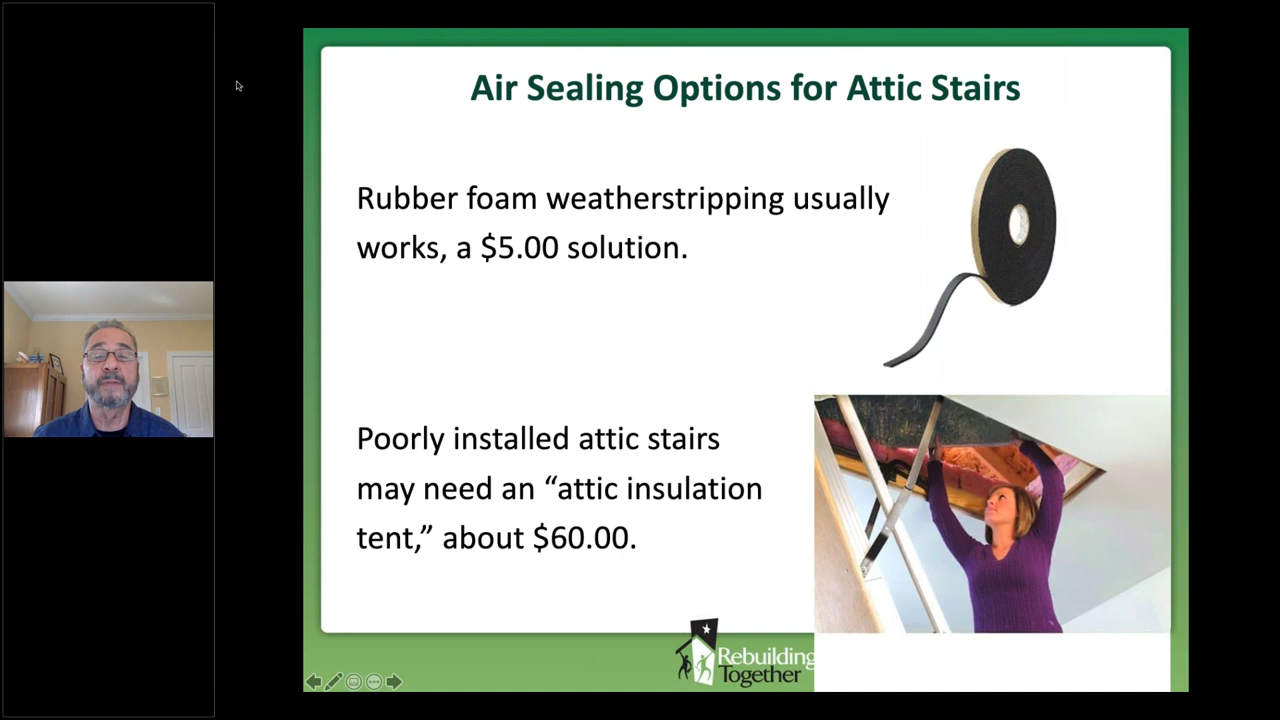 Air Sealing Options for Attic Stairs
Rubber foam weatherstripping usually
works, a $5.00 solution.
Poorly installed attic stairs
may need an “attic insulation
tent,” about $60.00.
Rebuilding
Together